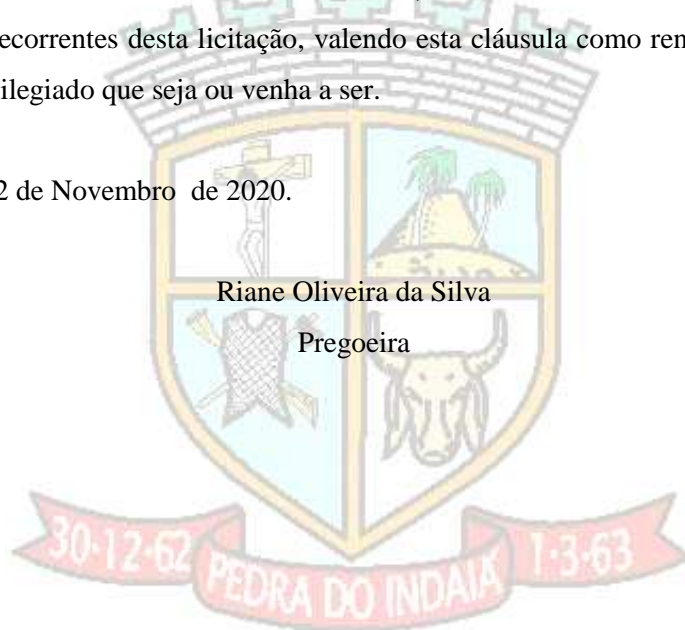 ecorrentes desta licitação, valendo esta cláusula como ren
ilegiado que seja ou venha a ser.
2 de Novembro de 2020.
Riane Oliveira da Silva
Pregoeira
30-12-62 PEDRA DO INDAIÁ 1-3-63